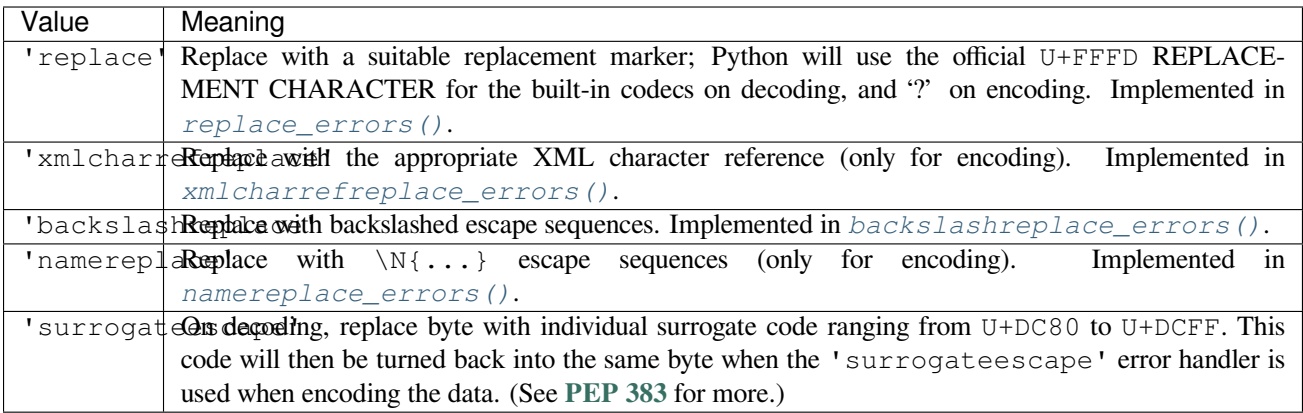 Value Meaning
'replace' Replace with a suitable replacement marker; Python will use the official U+FFFD REPLACE-
MENT CHARACTER for the built-in codecs on decoding, and ‘?’ on encoding. Implemented in
replace_errors().
'xmlcharrefreplace' Replace with the appropriate XML character reference (only for encoding). Implemented in
xmlcharrefreplace_errors().
'backslashreplace' Replace with backslashed escape sequences. Implemented in backslashreplace_errors().
'namereplace' Replace with \N{...} escape sequences (only for encoding). Implemented in
namereplace_errors().
'surrogateescape' On decoding, replace byte with individual surrogate code ranging from U+DC80 to U+DCFF. This
code will then be turned back into the same byte when the 'surrogateescape' error handler is
used when encoding the data. (See PEP 383 for more.)